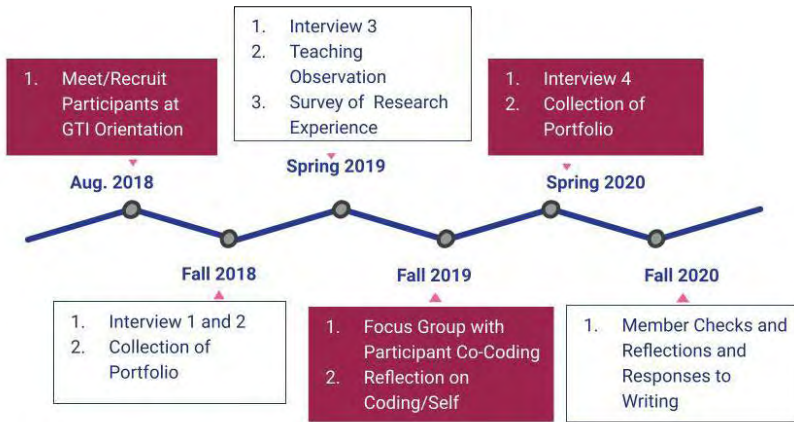 1. Meet/Recruit
Participants at
GTI Orientation
Aug. 2018
1. Interview 3
2. Teaching
Observation
3. Survey of Research
Experience
Spring 2019
1. Interview 4
2. Collection of
Portfolio
Spring 2020
Fall 2018
1. Interview 1 and 2
2. Collection of
Portfolio
Fall 2019
1. Focus Group with
Participant Co-Coding
2. Reflection on
Coding/Self
Fall 2020
1. Member Checks and
Reflections and
Responses to
Writing